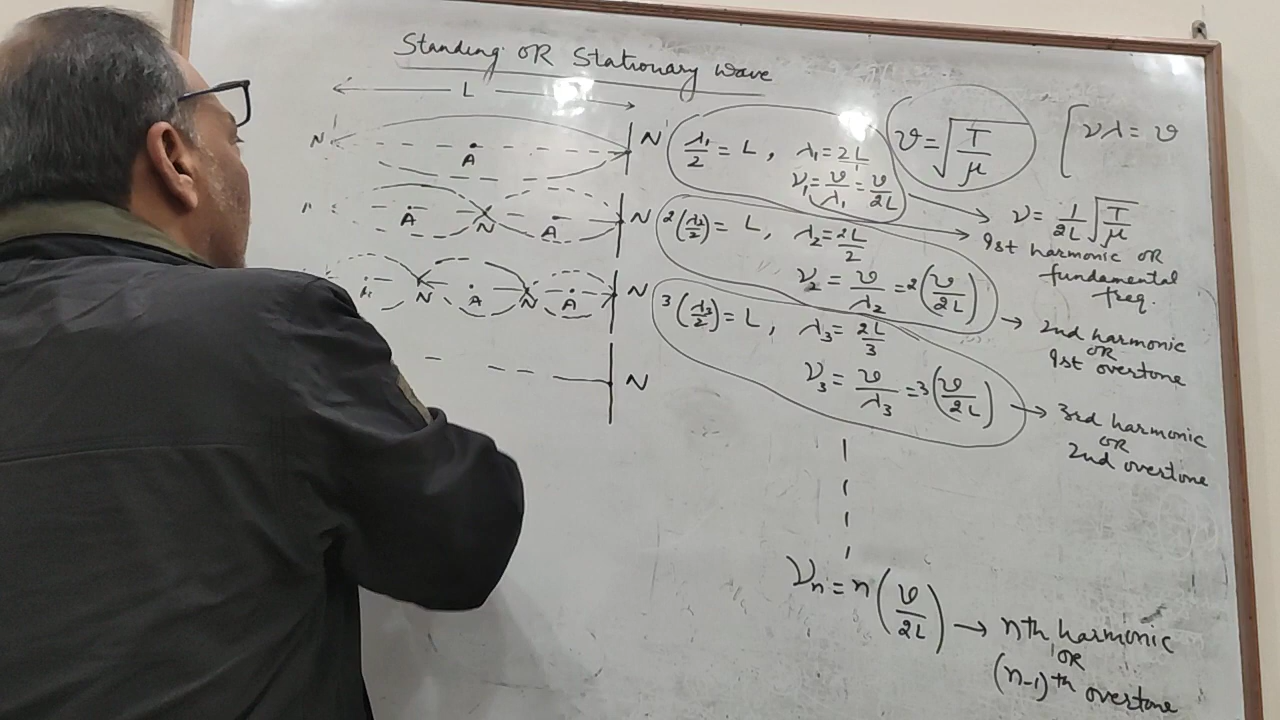 Standing OR Stationary Wave
L
N A N λ₁/2 = L, λ₁ = 2L
ν₁ = v/λ₁ = v/2L
v = √(T/μ)
[νλ = v
ν = 1/2L √(T/μ)
1st harmonic OR
fundamental
freq.
A N A N 2(λ₂/2) = L, λ₂ = 2L/2
ν₂ = v/λ₂ = 2(v/2L)
→ 2nd harmonic
OR
1st overtone
N A N A N 3(λ₃/2) = L, λ₃ = 2L/3
ν₃ = v/λ₃ = 3(v/2L)
→ 3rd harmonic
OR
2nd overtone
N
νn = n(v/2L) → nth harmonic
OR
(n-1)th overtone